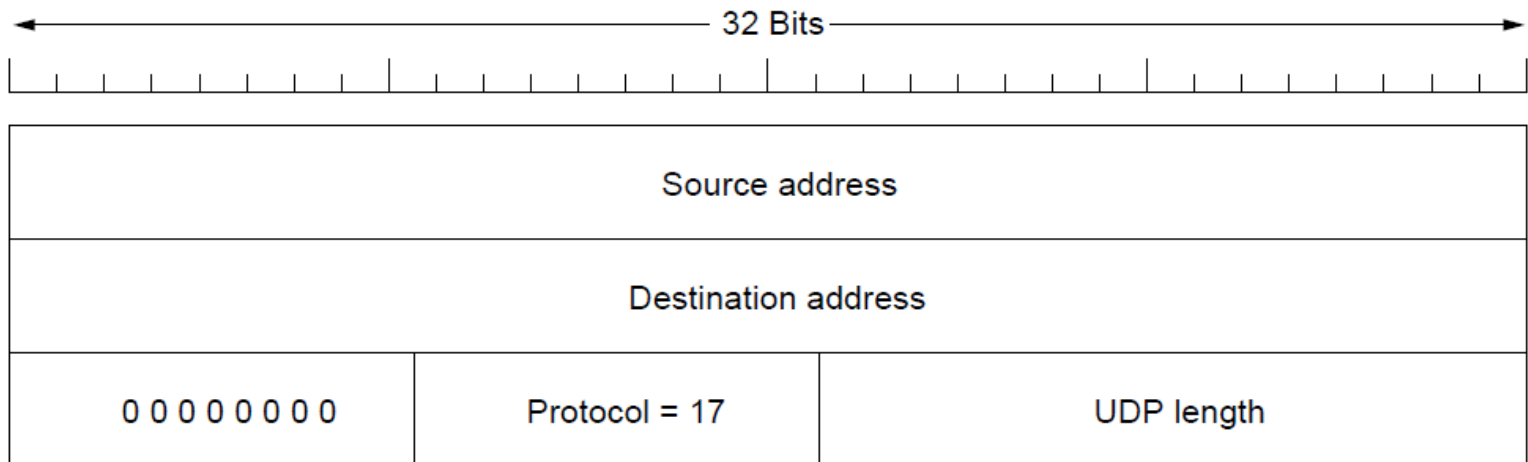 32 Bits
Source address
Destination address
0 0 0 0 0 0 0 0 Protocol = 17 UDP length